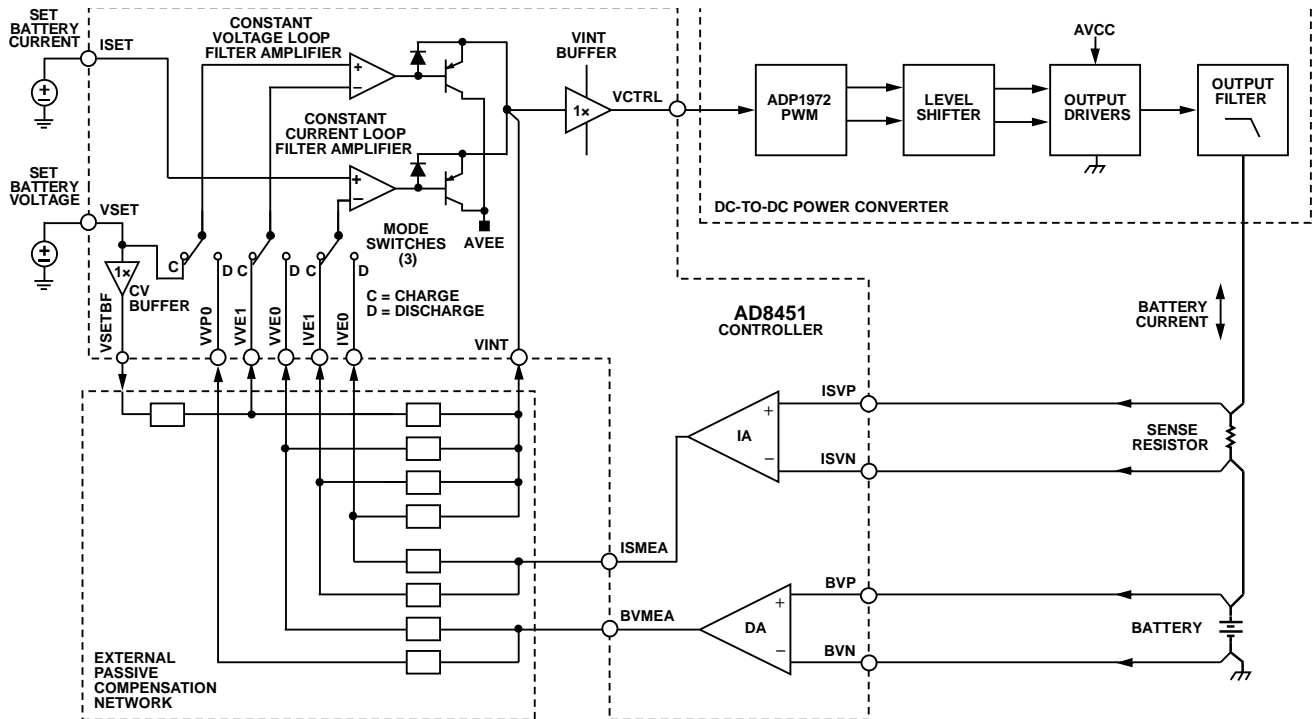 SET
BATTERY
CURRENT
ISET
CONSTANT
VOLTAGE LOOP
FILTER AMPLIFIER
+
−
VINT
BUFFER
1×
VCTRL
ADP1972
PWM
LEVEL
SHIFTER
AVCC
OUTPUT
DRIVERS
OUTPUT
FILTER
DC-TO-DC POWER CONVERTER
CONSTANT
CURRENT LOOP
FILTER AMPLIFIER
+
−
SET
BATTERY
VOLTAGE
VSET
1×
CV
BUFFER
C
D
C
D
C
D
MODE
SWITCHES
(3)
AVEE
C = CHARGE
D = DISCHARGE
VSETBF
VVP0
VVE1
VVE0
IVE1
IVE0
VINT
AD8451
CONTROLLER
BATTERY
CURRENT
ISVP
+
IA
−
ISVN
SENSE
RESISTOR
ISMEA
BVMEA
BVP
+
DA
−
BVN
BATTERY
EXTERNAL
PASSIVE
COMPENSATION
NETWORK